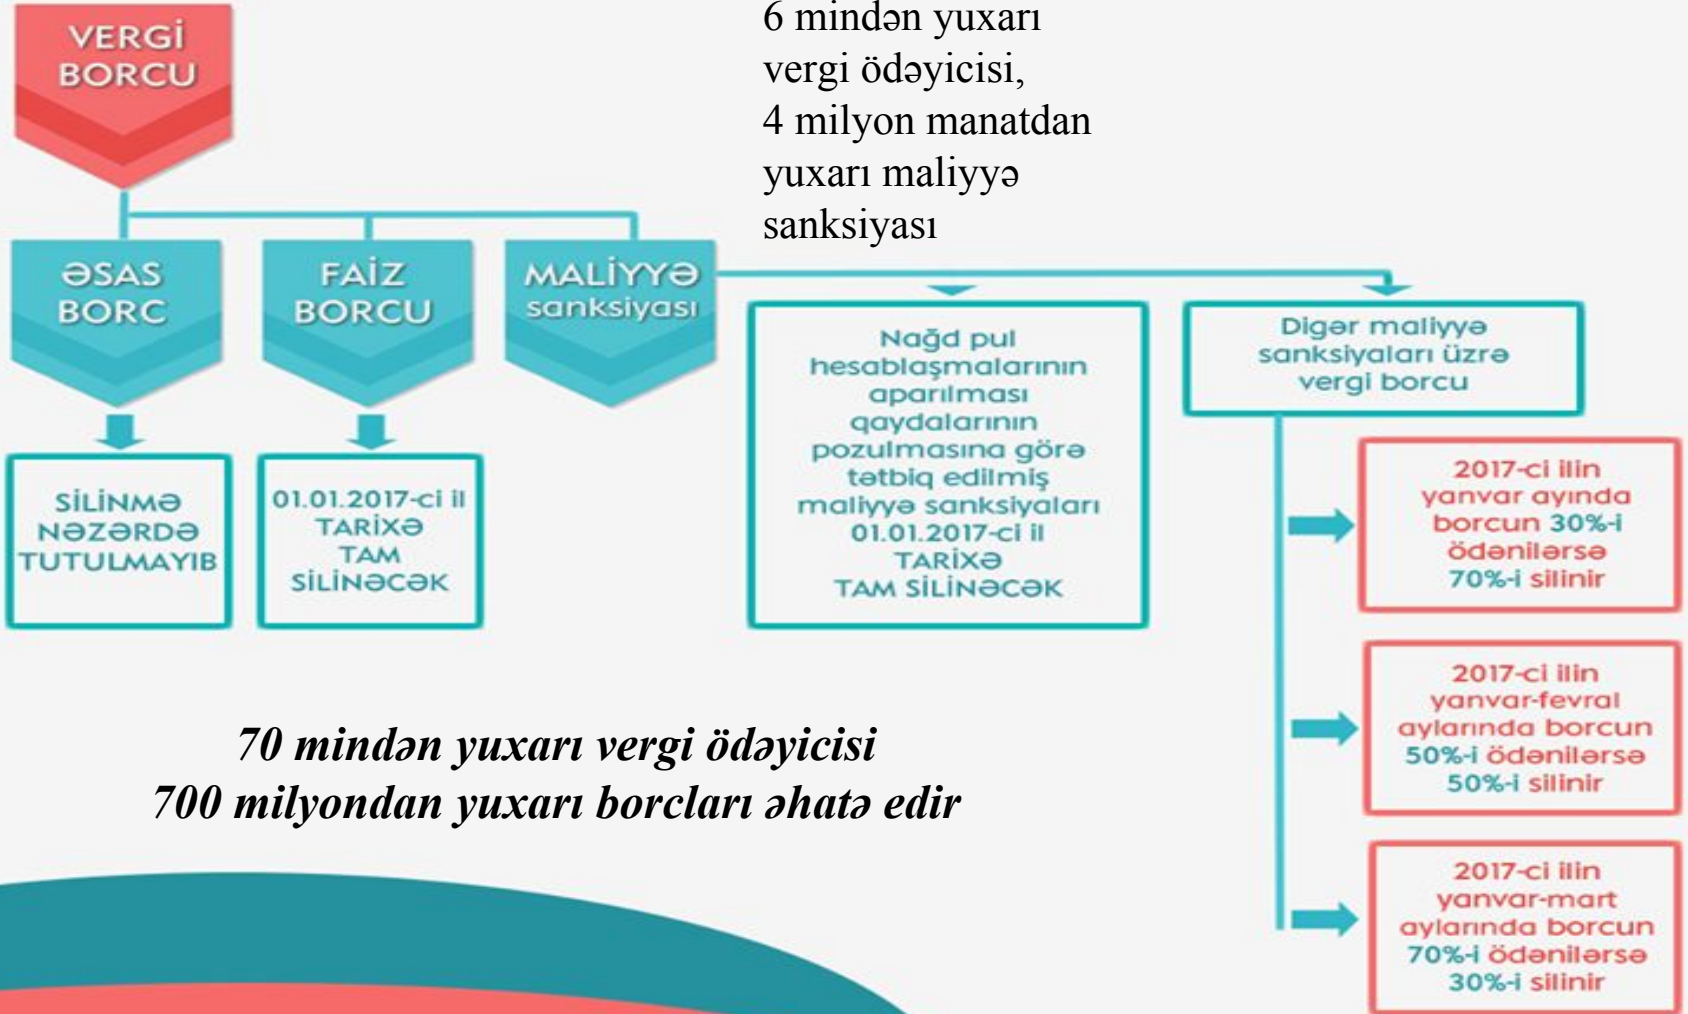 VERGİ
BORCU
6 mindən yuxarı
vergi ödəyicisi,
4 milyon manatdan
yuxarı maliyyə
sanksiyası
ƏSAS
BORC
FAİZ
BORCU
MALİYYƏ
sanksiyası
SİLİNMƏ
NƏZƏRDƏ
TUTULMAYIB
01.01.2017-ci il
TARİXƏ
TAM
SİLİNƏCƏK
Nağd pul
hesablaşmalarının
aparılması
qaydalarının
pozulmasına görə
tətbiq edilmiş
maliyyə sanksiyaları
01.01.2017-ci il
TARİXƏ
TAM SİLİNƏCƏK
Digər maliyyə
sanksiyaları üzrə
vergi borcu
2017-ci ilin
yanvar ayında
borcun 30%-i
ödənilərsə
70%-i silinir
2017-ci ilin
yanvar-fevral
aylarında borcun
50%-i ödənilərsə
50%-i silinir
2017-ci ilin
yanvar-mart
aylarında borcun
70%-i ödənilərsə
30%-i silinir
70 mindən yuxarı vergi ödəyicisi
700 milyondan yuxarı borcları əhatə edir